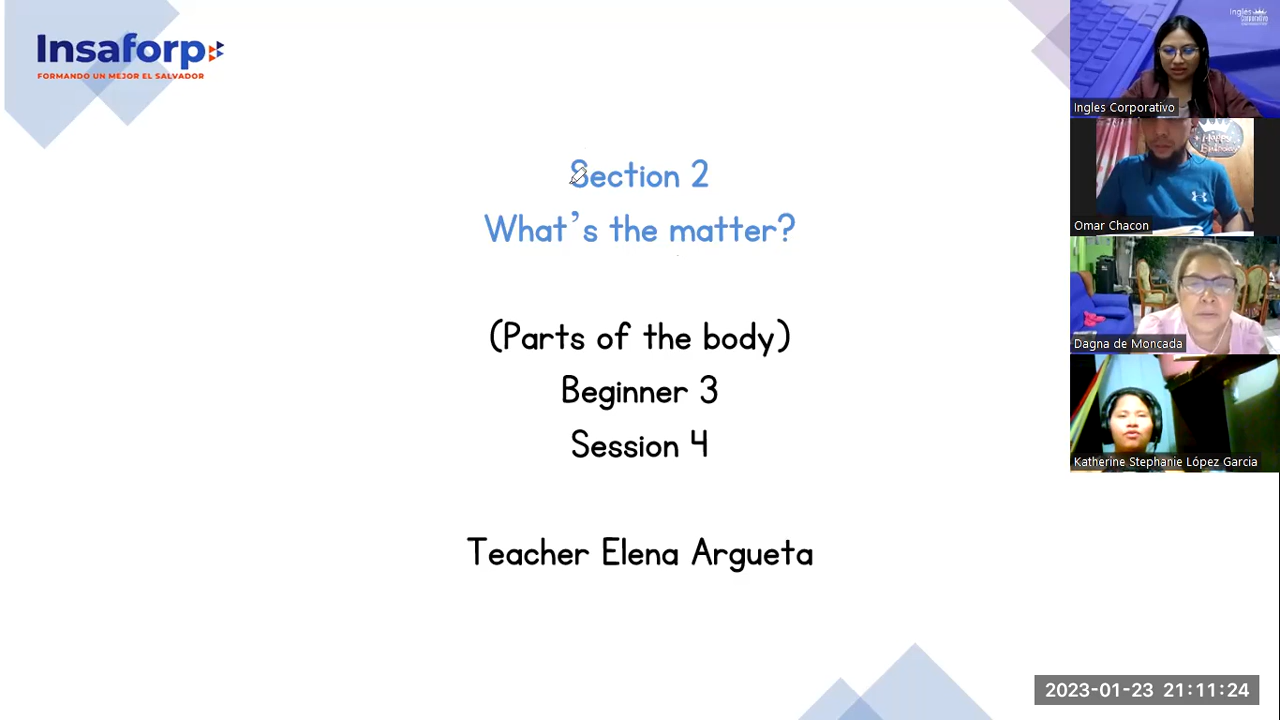 Insaforp
FORMANDO UN MEJOR EL SALVADOR
Section 2
What's the matter?
(Parts of the body)
Beginner 3
Session 4
Teacher Elena Argueta
Ingles Corporativo
Ingles Corporativo
Omar Chacon
Dagna de Moncada
Katherine Stephanie López Garcia
2023-01-23 21:11:24